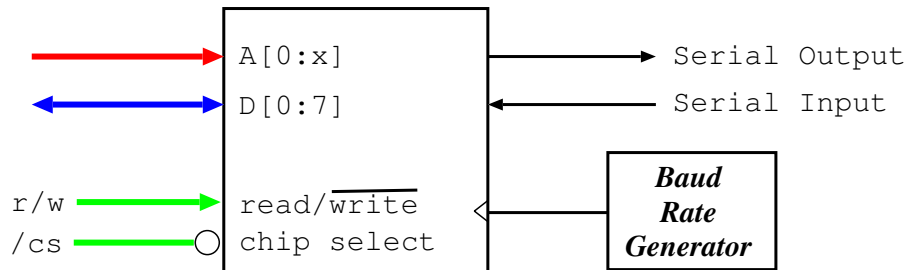 A[0:x]
Serial Output
D[0:7]
Serial Input
Baud
Rate
Generator
r/w
read/write
/cs
chip select